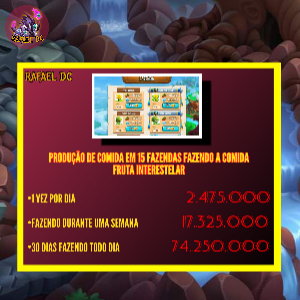 RAFAEL DC
PRODUÇÃO DE COMIDA EM 15 FAZENDAS FAZENDO A COMIDA
FRUTA INTERESTELAR
•1 VEZ POR DIA 2.475.000
•FAZENDO DURANTE UMA SEMANA 17.325.000
•30 DIAS FAZENDO TODO DIA 74.250.000